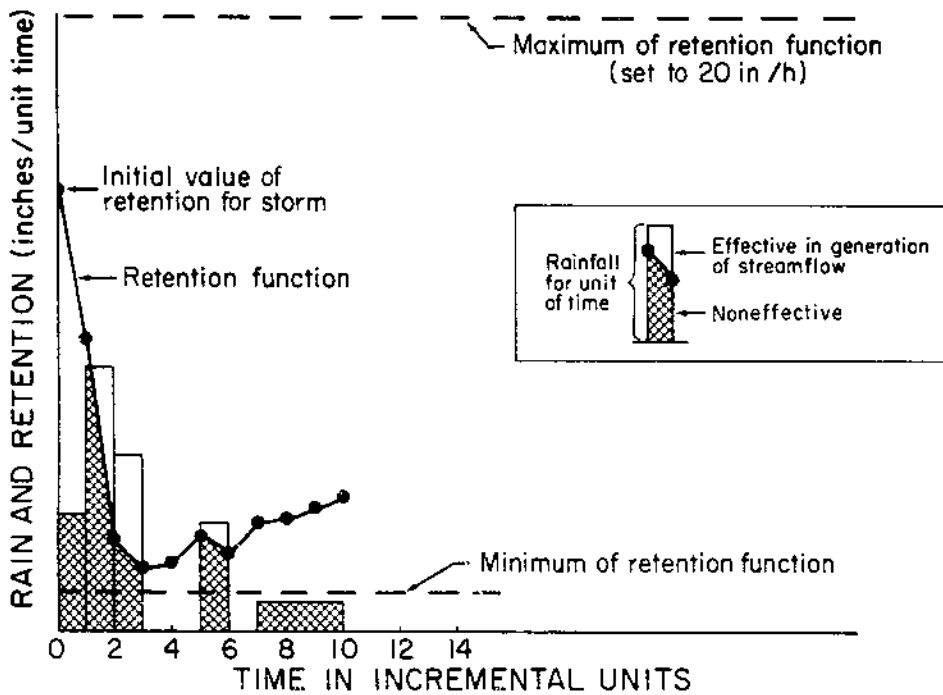 Maximum of retention function
(set to 20 in /h)
Initial value of
retention for storm
Retention function
Rainfall
for unit
of time
Effective in generation
of streamflow
Noneffective
Minimum of retention function
RAIN AND RETENTION (inches/unit time)
0 2 4 6 8 10 12 14
TIME IN INCREMENTAL UNITS